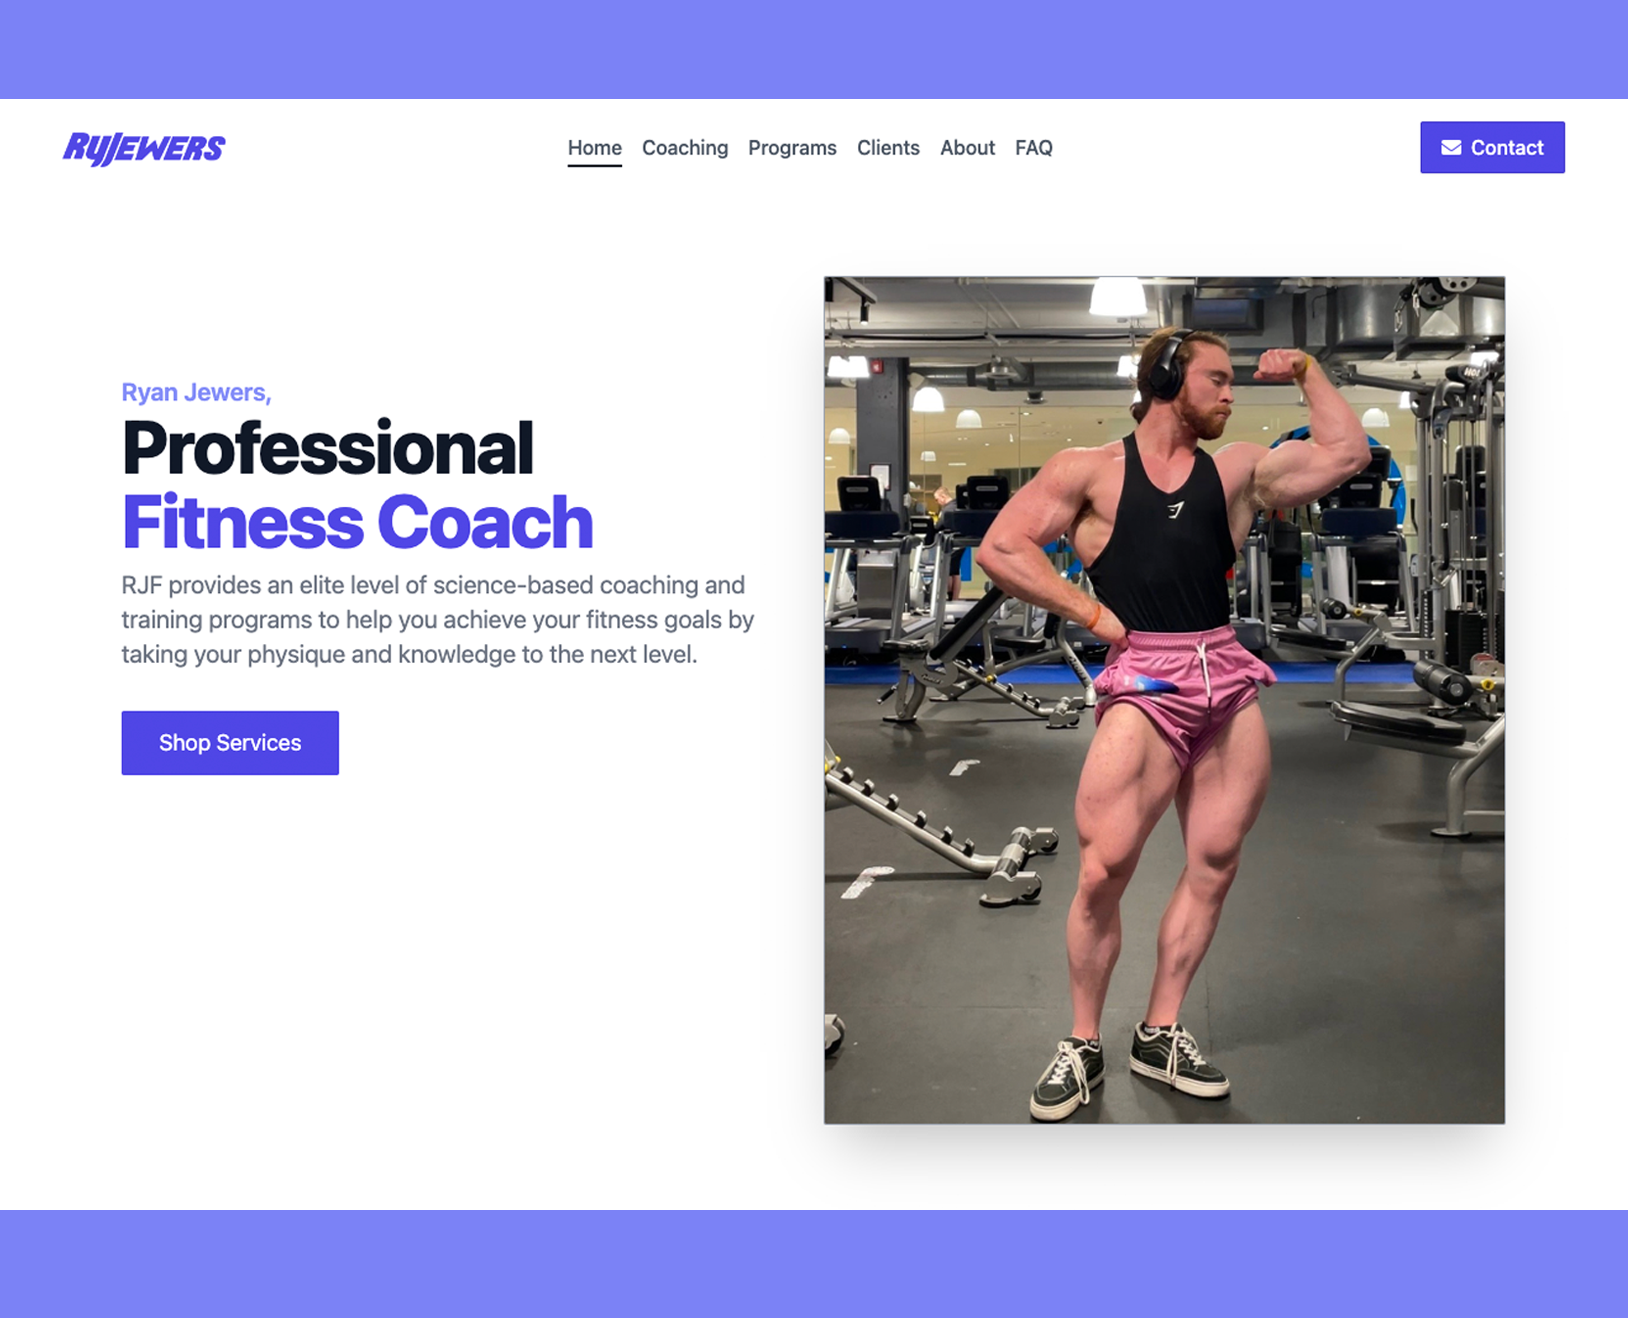 RYJEWERS
Home Coaching Programs Clients About FAQ
Contact
Ryan Jewers,
Professional
Fitness Coach
RJF provides an elite level of science-based coaching and
training programs to help you achieve your fitness goals by
taking your physique and knowledge to the next level.
Shop Services